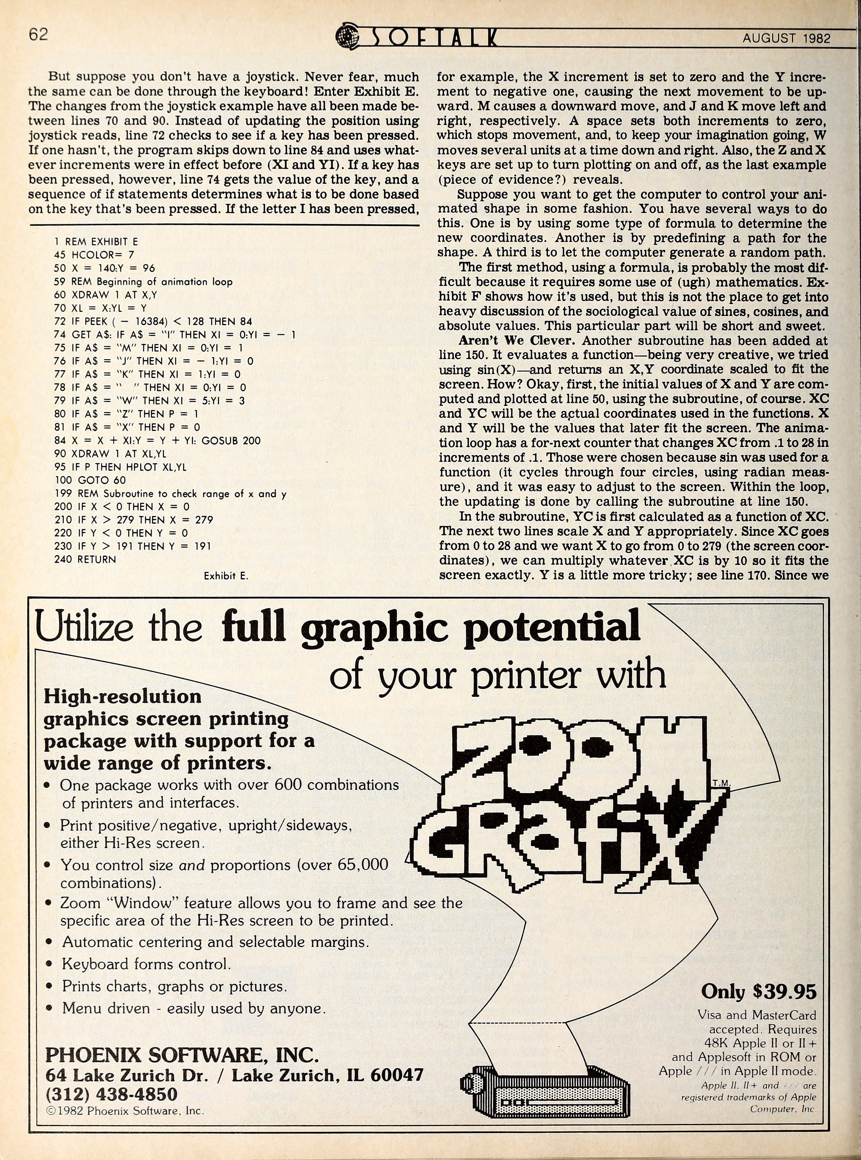 62
SOFTALK
AUGUST 1982
But suppose you don't have a joystick. Never fear, much
the same can be done through the keyboard! Enter Exhibit E.
The changes from the joystick example have all been made be-
tween lines 70 and 90. Instead of updating the position using
joystick reads, line 72 checks to see if a key has been pressed.
If one hasn't, the program skips down to line 84 and uses what-
ever increments were in effect before (XI and YI). If a key has
been pressed, however, line 74 gets the value of the key, and a
sequence of if statements determines what is to be done based
on the key that's been pressed. If the letter I has been pressed,
1 REM EXHIBIT E
45 HCOLOR= 7
50 X = 140:Y = 96
59 REM Beginning of animation loop
60 XDRAW 1 AT X,Y
70 XL = X:YL = Y
72 IF PEEK ( - 16384) < 128 THEN 84
74 GET A$: IF A$ = "I" THEN XI = 0:YI = - 1
75 IF A$ = "M" THEN XI = 0:YI = 1
76 IF A$ = "J" THEN XI = - 1:YI = 0
77 IF A$ = "K" THEN XI = 1:YI = 0
78 IF A$ = " " THEN XI = 0:YI = 0
79 IF A$ = "W" THEN XI = 5:YI = 3
80 IF A$ = "Z" THEN P = 1
81 IF A$ = "X" THEN P = 0
84 X = X + XI:Y = Y + YI: GOSUB 200
90 XDRAW 1 AT XL,YL
95 IF P THEN HPLOT XL,YL
100 GOTO 60
199 REM Subroutine to check range of x and y
200 IF X < 0 THEN X = 0
210 IF X > 279 THEN X = 279
220 IF Y < 0 THEN Y = 0
230 IF Y > 191 THEN Y = 191
240 RETURN
Exhibit E.
for example, the X increment is set to zero and the Y incre-
ment to negative one, causing the next movement to be up-
ward. M causes a downward move, and J and K move left and
right, respectively. A space sets both increments to zero,
which stops movement, and, to keep your imagination going, W
moves several units at a time down and right. Also, the Z and X
keys are set up to turn plotting on and off, as the last example
(piece of evidence?) reveals.
Suppose you want to get the computer to control your ani-
mated shape in some fashion. You have several ways to do
this. One is by using some type of formula to determine the
new coordinates. Another is by predefining a path for the
shape. A third is to let the computer generate a random path.
The first method, using a formula, is probably the most dif-
ficult because it requires some use of (ugh) mathematics. Ex-
hibit F shows how it's used, but this is not the place to get into
heavy discussion of the sociological value of sines, cosines, and
absolute values. This particular part will be short and sweet.
Aren't We Clever. Another subroutine has been added at
line 150. It evaluates a function—being very creative, we tried
using sin(X)—and returns an X,Y coordinate scaled to fit the
screen. How? Okay, first, the initial values of X and Y are com-
puted and plotted at line 50, using the subroutine, of course. XC
and YC will be the actual coordinates used in the functions. X
and Y will be the values that later fit the screen. The anima-
tion loop has a for-next counter that changes XC from .1 to 28 in
increments of .1. Those were chosen because sin was used for a
function (it cycles through four circles, using radian meas-
ure), and it was easy to adjust to the screen. Within the loop,
the updating is done by calling the subroutine at line 150.
In the subroutine, YC is first calculated as a function of XC.
The next two lines scale X and Y appropriately. Since XC goes
from 0 to 28 and we want X to go from 0 to 279 (the screen coor-
dinates), we can multiply whatever XC is by 10 so it fits the
screen exactly. Y is a little more tricky; see line 170. Since we
Utilize the full graphic potential
of your printer with
ZOOM
GRafiX
T.M.
High-resolution
graphics screen printing
package with support for a
wide range of printers.
• One package works with over 600 combinations
of printers and interfaces.
• Print positive/negative, upright/sideways,
either Hi-Res screen.
• You control size and proportions (over 65,000
combinations).
• Zoom "Window" feature allows you to frame and see the
specific area of the Hi-Res screen to be printed.
• Automatic centering and selectable margins.
• Keyboard forms control.
• Prints charts, graphs or pictures.
• Menu driven - easily used by anyone.
PHOENIX SOFTWARE, INC.
64 Lake Zurich Dr. / Lake Zurich, IL 60047
(312) 438-4850
©1982 Phoenix Software, Inc.
Only $39.95
Visa and MasterCard
accepted. Requires
48K Apple II or II+
and Applesoft in ROM or
Apple /// in Apple II mode.
Apple II, II+ and /// are
registered trademarks of Apple
Computer, Inc